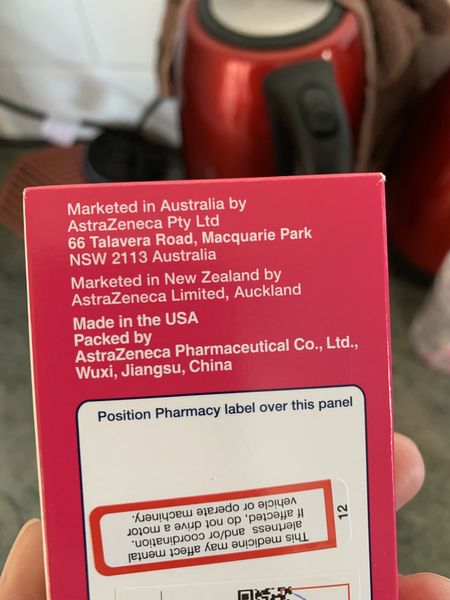 Marketed in Australia by
AstraZeneca Pty Ltd
66 Talavera Road, Macquarie Park
NSW 2113 Australia
Marketed in New Zealand by
AstraZeneca Limited, Auckland
Made in the USA
Packed by
AstraZeneca Pharmaceutical Co., Ltd.,
Wuxi, Jiangsu, China
Position Pharmacy label over this panel
This medicine may affect mental
alertness and/or coordination.
If affected, do not drive a motor
vehicle or operate machinery.
12